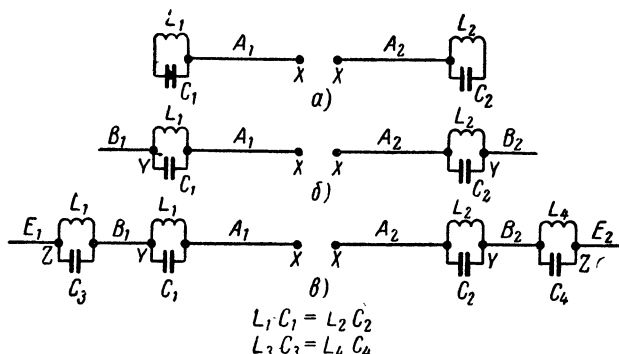 L₁ A₁ A₂ L₂
C₁ X X C₂
а)
B₁ L₁ A₁ A₂ L₂ B₂
Y C₁ X X C₂ Y
б)
E₁ L₁ B₁ L₁ A₁ A₂ L₂ B₂ L₄ E₂
Z C₃ Y C₁ X X C₂ Y C₄ Z
в)
L₁ C₁ = L₂ C₂
L₃ C₃ = L₄ C₄